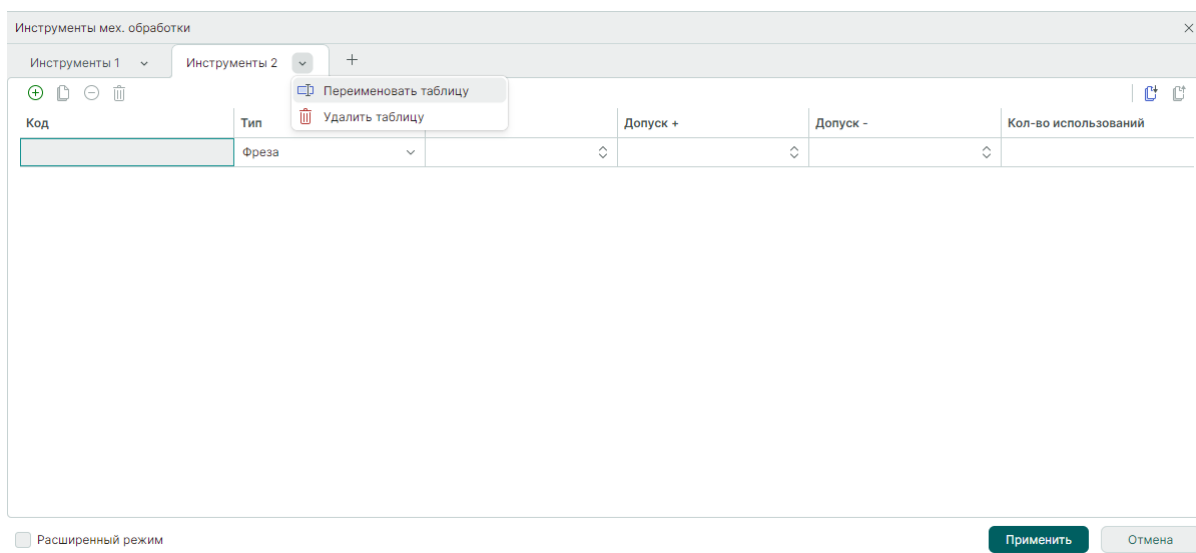 Инструменты мех. обработки
Инструменты 1
Инструменты 2
Переименовать таблицу
Удалить таблицу
Код Тип Допуск + Допуск - Кол-во использований
Фреза
Расширенный режим Применить Отмена